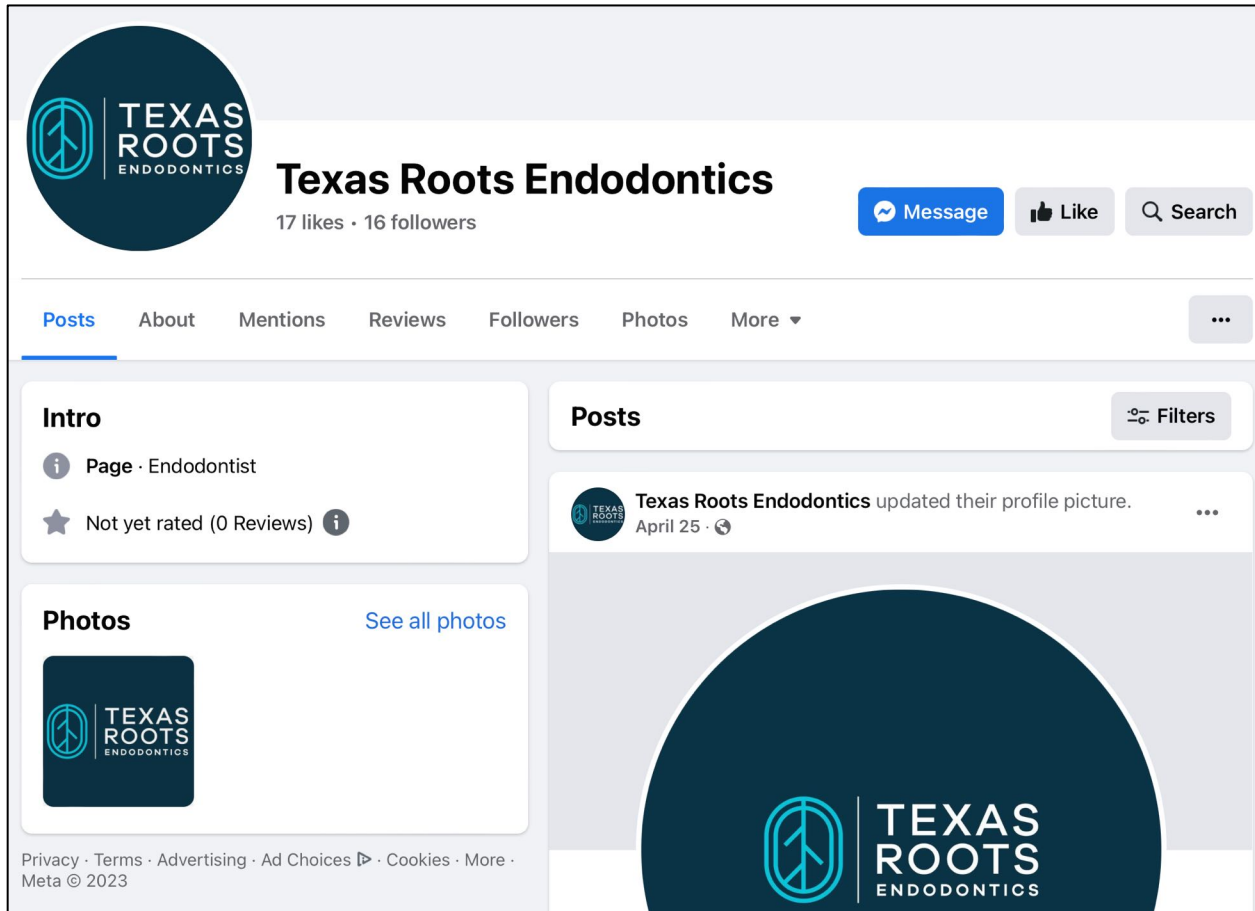 TEXAS
ROOTS
ENDODONTICS
Texas Roots Endodontics
17 likes · 16 followers
Message
Like
Search
Posts
About
Mentions
Reviews
Followers
Photos
More
Intro
Page · Endodontist
Not yet rated (0 Reviews)
Photos
See all photos
TEXAS
ROOTS
ENDODONTICS
Privacy · Terms · Advertising · Ad Choices · Cookies · More ·
Meta © 2023
Posts
Filters
TEXAS
ROOTS
ENDODONTICS
Texas Roots Endodontics updated their profile picture.
April 25 ·
TEXAS
ROOTS
ENDODONTICS